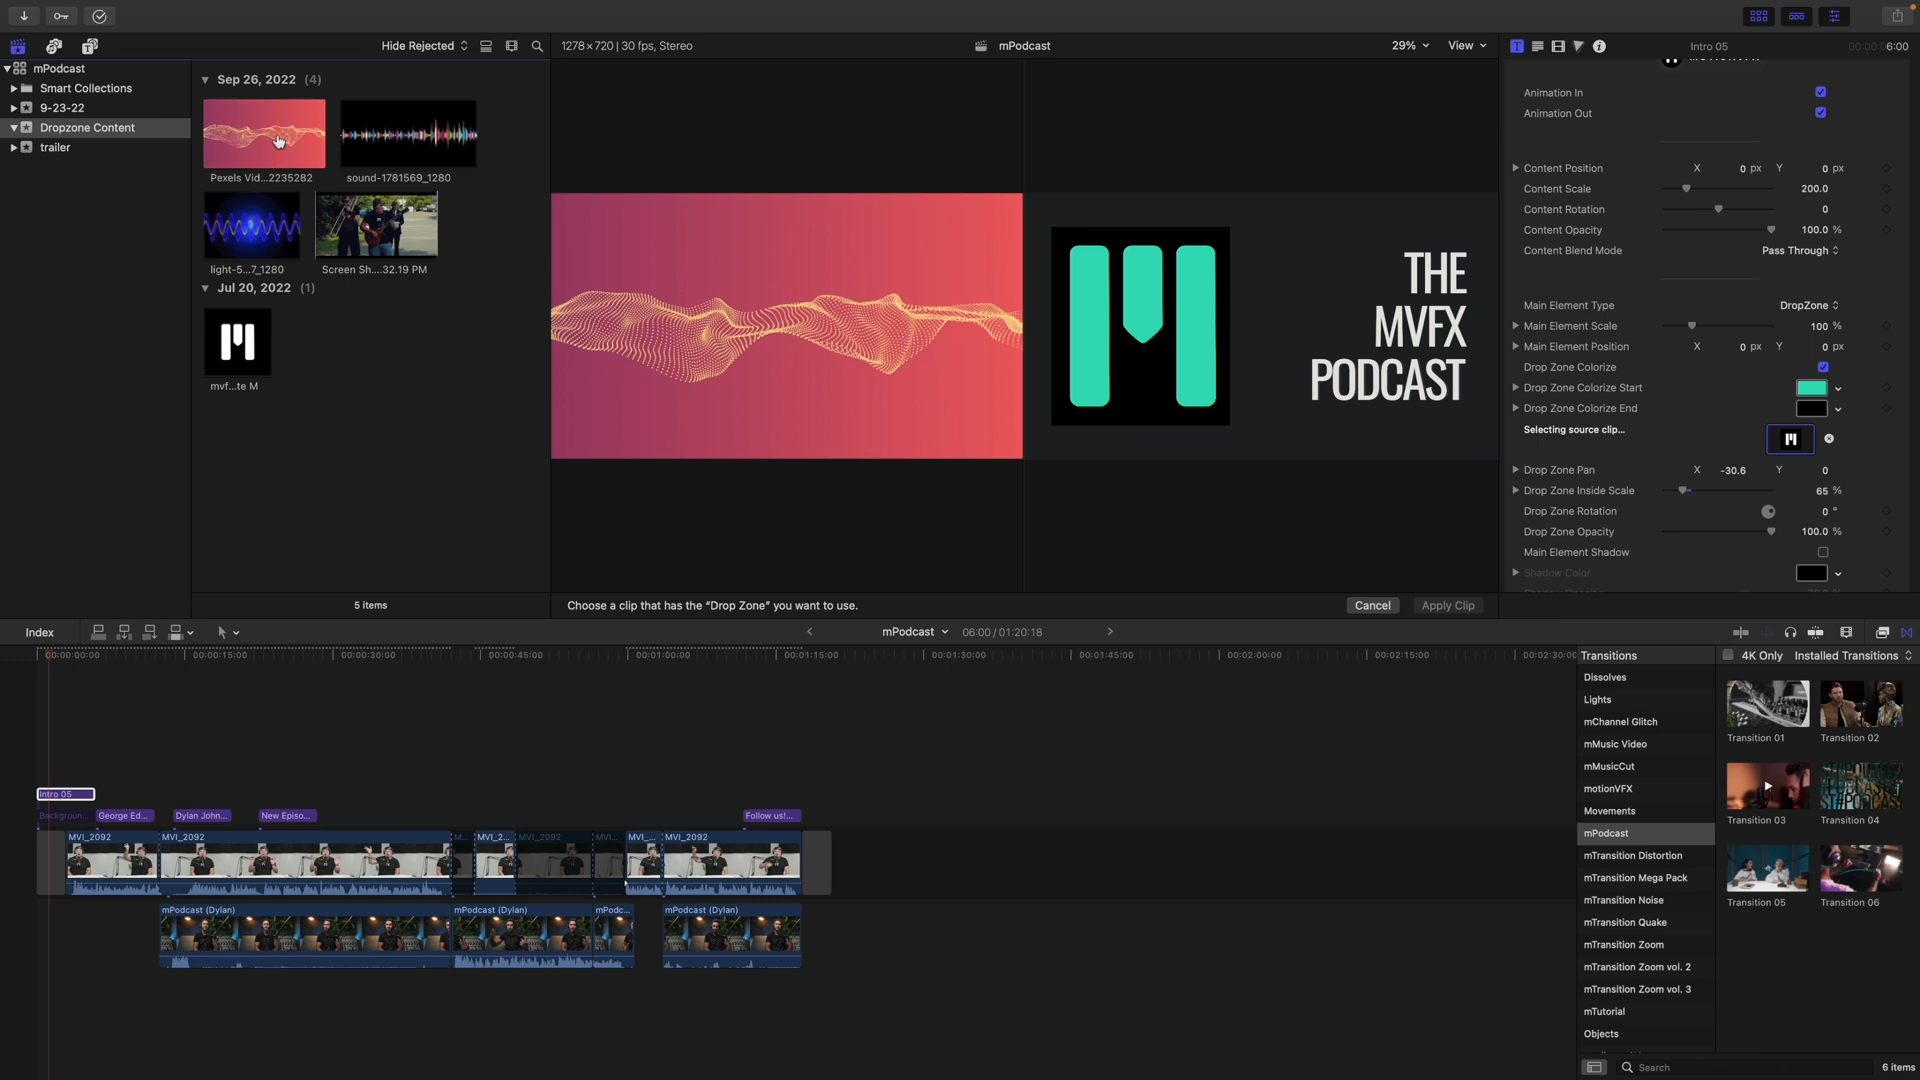 Hide Rejected
1278 × 720 | 30 fps, Stereo
mPodcast
29%
View
Intro 05
00:00:06:00
mPodcast
Smart Collections
9-23-22
Dropzone Content
trailer
Sep 26, 2022 (4)
Pexels Vid...2235282
sound-1781569_1280
light-5...7_1280
Screen Sh....32.19 PM
Jul 20, 2022 (1)
mvf...te M
5 items
THE
MVFX
PODCAST
Choose a clip that has the “Drop Zone” you want to use.
Cancel
Apply Clip
Animation In
Animation Out
Content Position X 0 px Y 0 px
Content Scale 200.0
Content Rotation 0
Content Opacity 100.0 %
Content Blend Mode Pass Through
Main Element Type DropZone
Main Element Scale 100 %
Main Element Position X 0 px Y 0 px
Drop Zone Colorize
Drop Zone Colorize Start
Drop Zone Colorize End
Selecting source clip...
Drop Zone Pan X -30.6 Y 0
Drop Zone Inside Scale 65 %
Drop Zone Rotation 0 °
Drop Zone Opacity 100.0 %
Main Element Shadow
Shadow Color
Index
mPodcast
06:00 / 01:20:18
00:00:00:00 00:00:15:00 00:00:30:00 00:00:45:00 00:01:00:00 00:01:15:00 00:01:30:00 00:01:45:00 00:02:00:00 00:02:15:00 00:02:30:00
Intro 05
Backgroun... George Ed... Dylan John... New Episo... Follow us!...
MVI_2092 MVI_2092 M... MVI_2... MVI_2092 MVI... MVI_... MVI_2092
mPodcast (Dylan) mPodcast (Dylan) mPodc... mPodcast (Dylan)
Transitions
4K Only
Installed Transitions
Dissolves
Lights
mChannel Glitch
mMusic Video
mMusicCut
motionVFX
Movements
mPodcast
mTransition Distortion
mTransition Mega Pack
mTransition Noise
mTransition Quake
mTransition Zoom
mTransition Zoom vol. 2
mTransition Zoom vol. 3
mTutorial
Objects
Transition 01
Transition 02
Transition 03
Transition 04
Transition 05
Transition 06
Search
6 items